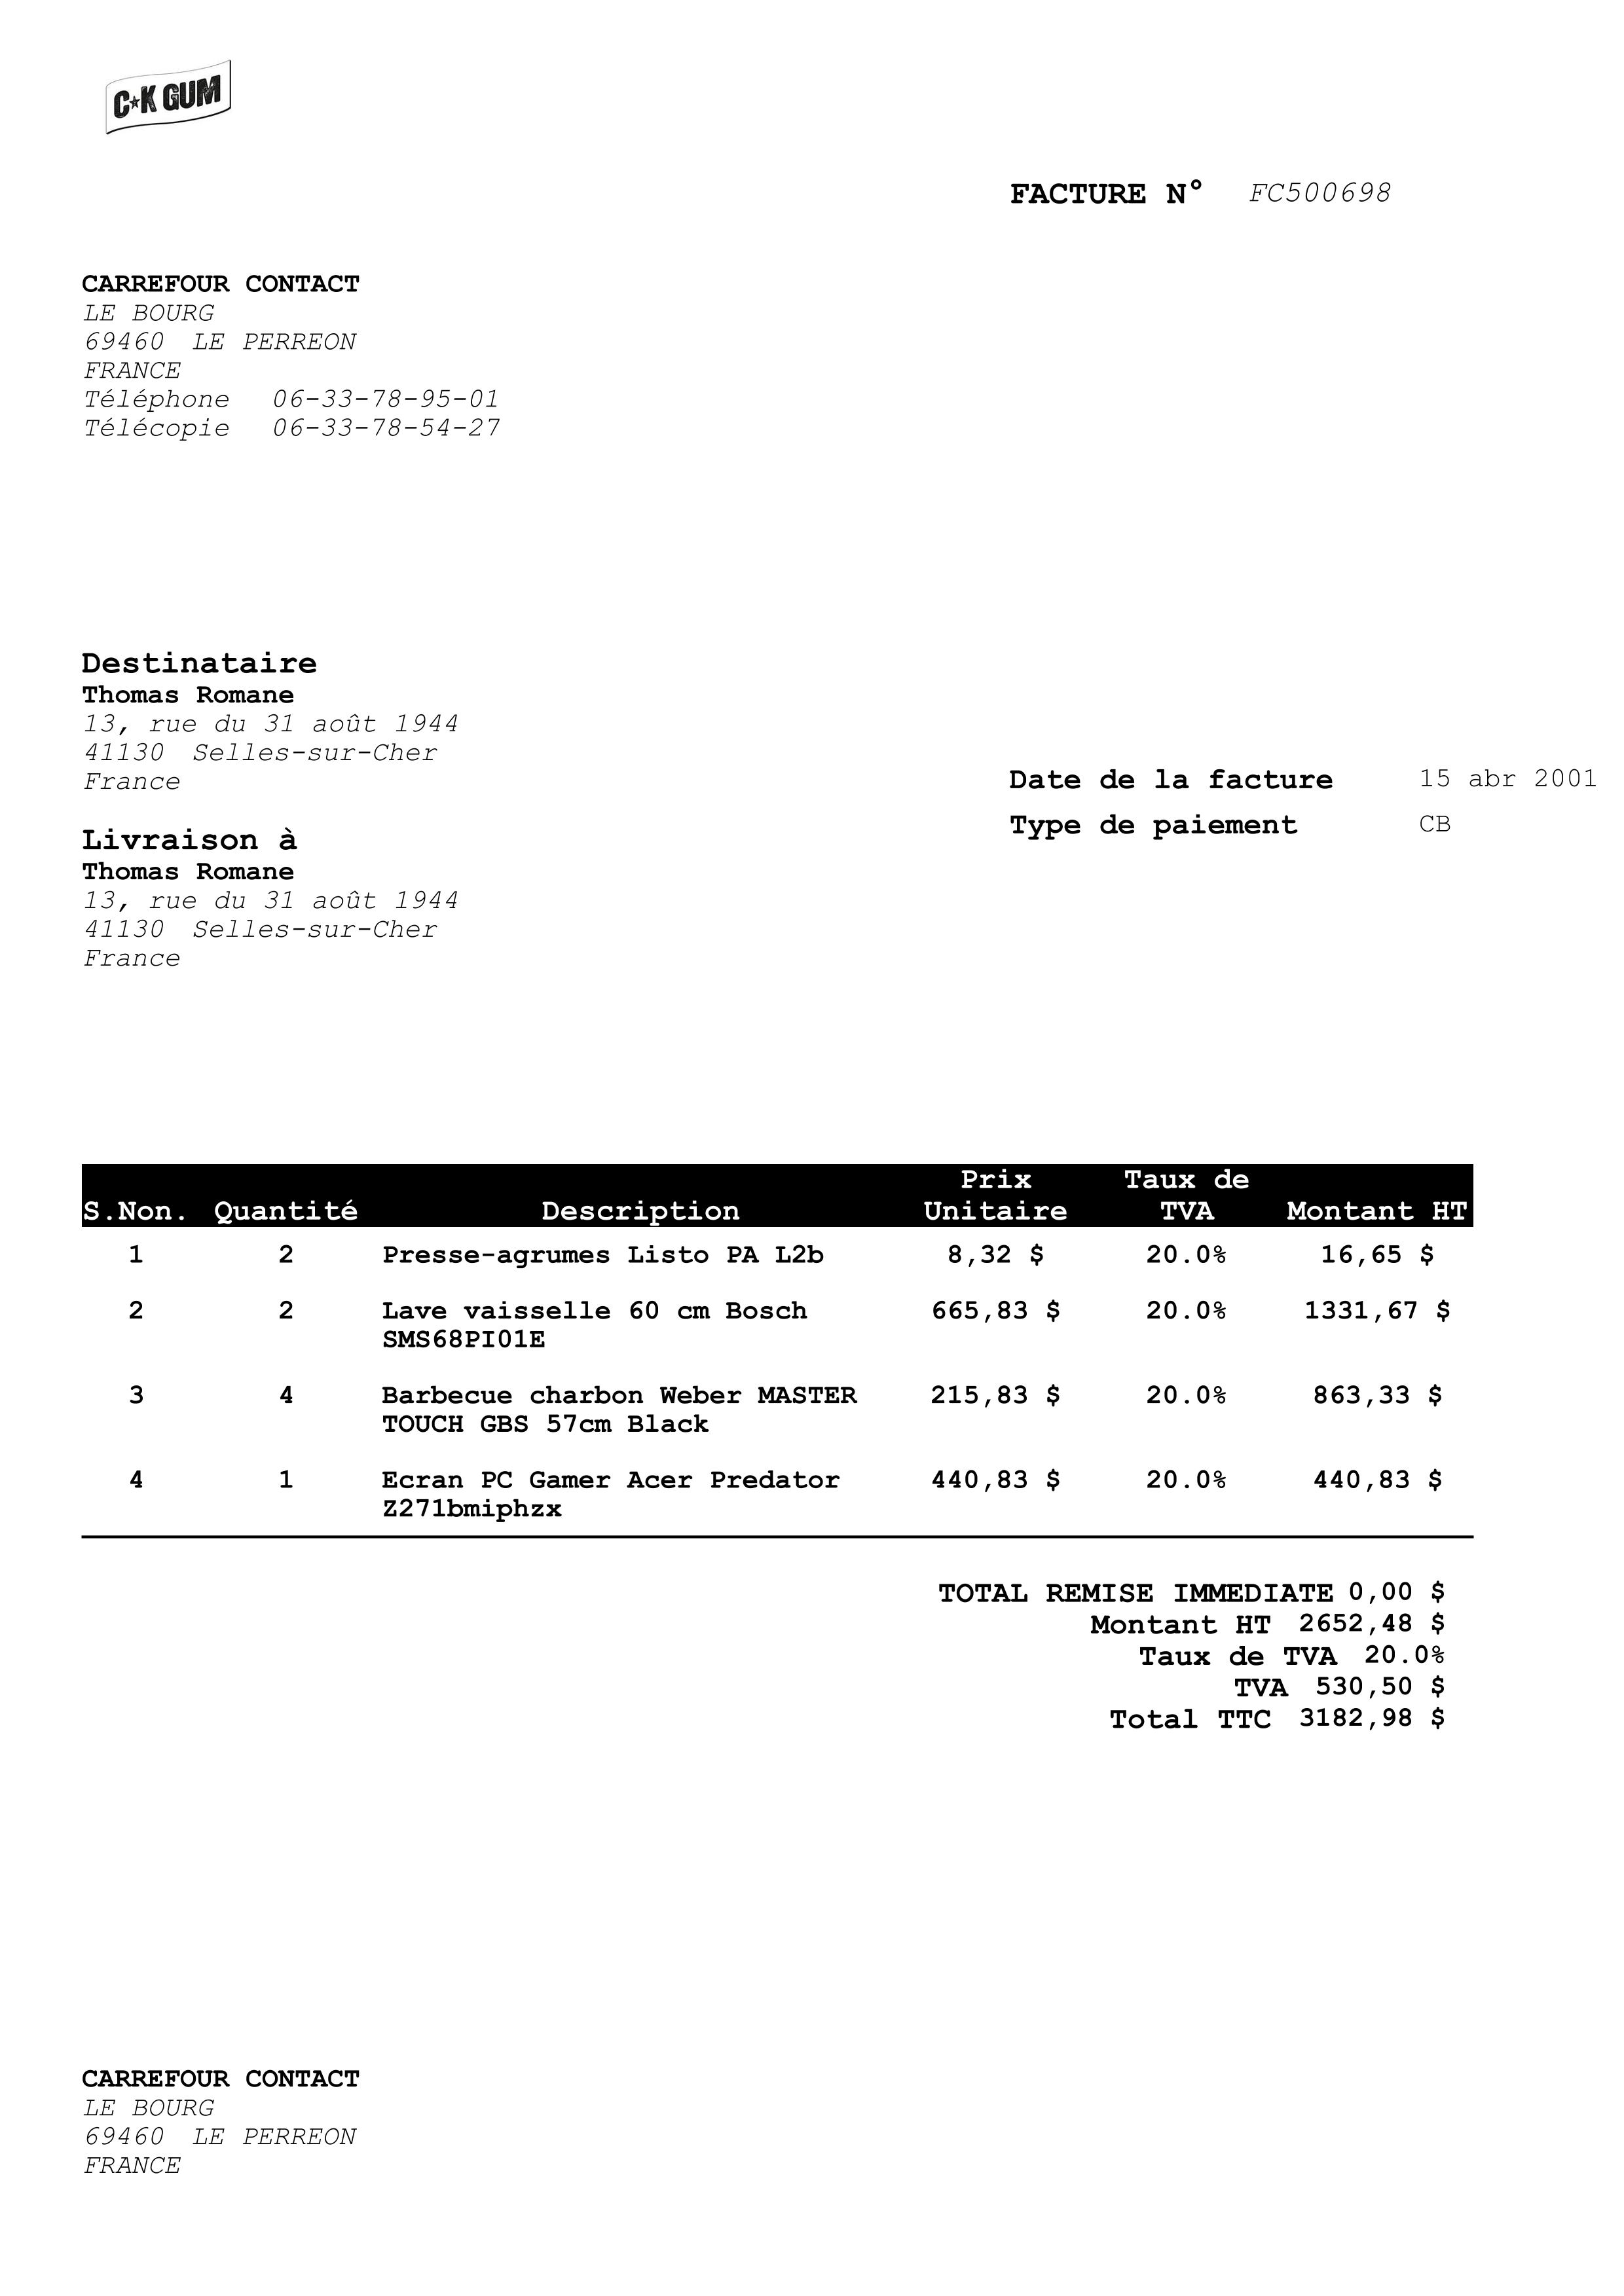 C★K GUM
FACTURE N° FC500698
CARREFOUR CONTACT
LE BOURG
69460 LE PERREON
FRANCE
Téléphone 06-33-78-95-01
Télécopie 06-33-78-54-27
Destinataire
Thomas Romane
13, rue du 31 août 1944
41130 Selles-sur-Cher
France
Date de la facture 15 abr 2001
Type de paiement CB
Livraison à
Thomas Romane
13, rue du 31 août 1944
41130 Selles-sur-Cher
France
Prix Taux de
S.Non. Quantité Description Unitaire TVA Montant HT
1 2 Presse-agrumes Listo PA L2b 8,32 $ 20.0% 16,65 $
2 2 Lave vaisselle 60 cm Bosch 665,83 $ 20.0% 1331,67 $
SMS68PI01E
3 4 Barbecue charbon Weber MASTER 215,83 $ 20.0% 863,33 $
TOUCH GBS 57cm Black
4 1 Ecran PC Gamer Acer Predator 440,83 $ 20.0% 440,83 $
Z271bmiphzx
TOTAL REMISE IMMEDIATE 0,00 $
Montant HT 2652,48 $
Taux de TVA 20.0%
TVA 530,50 $
Total TTC 3182,98 $
CARREFOUR CONTACT
LE BOURG
69460 LE PERREON
FRANCE